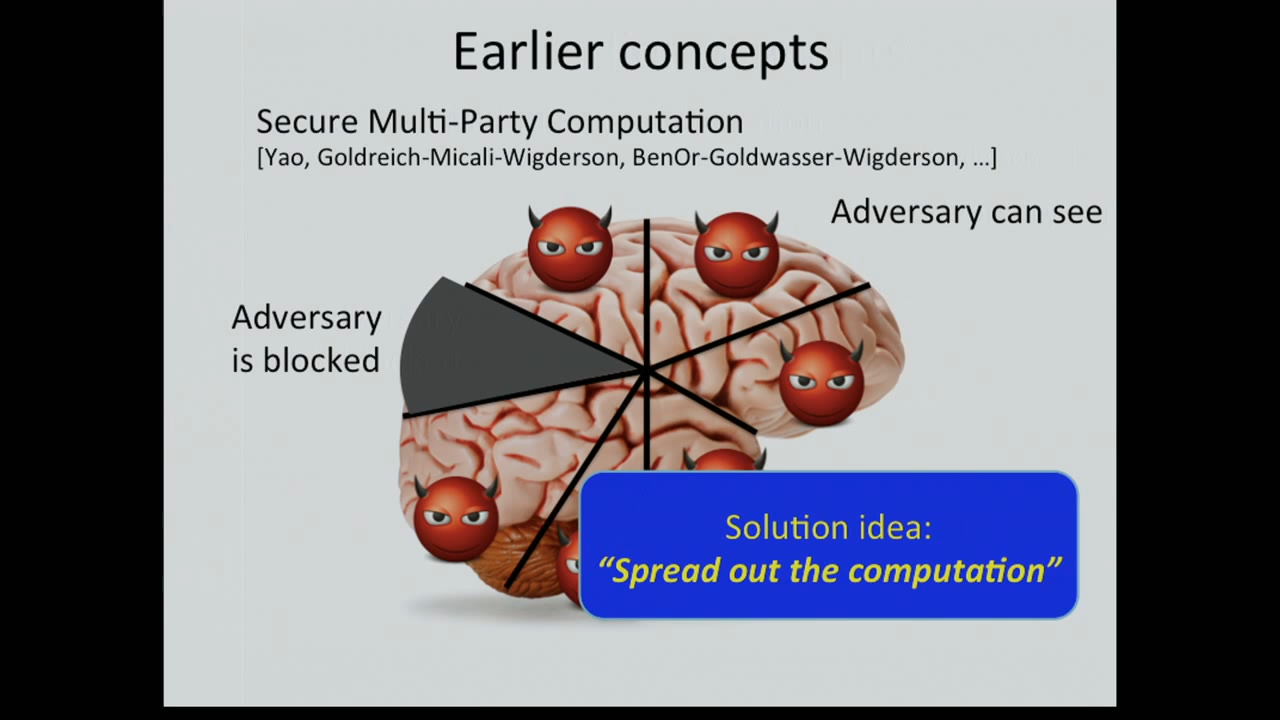 Earlier concepts
Secure Multi-Party Computation
[Yao, Goldreich-Micali-Wigderson, BenOr-Goldwasser-Wigderson, ...]
Adversary can see
Adversary
is blocked
Solution idea:
“Spread out the computation”